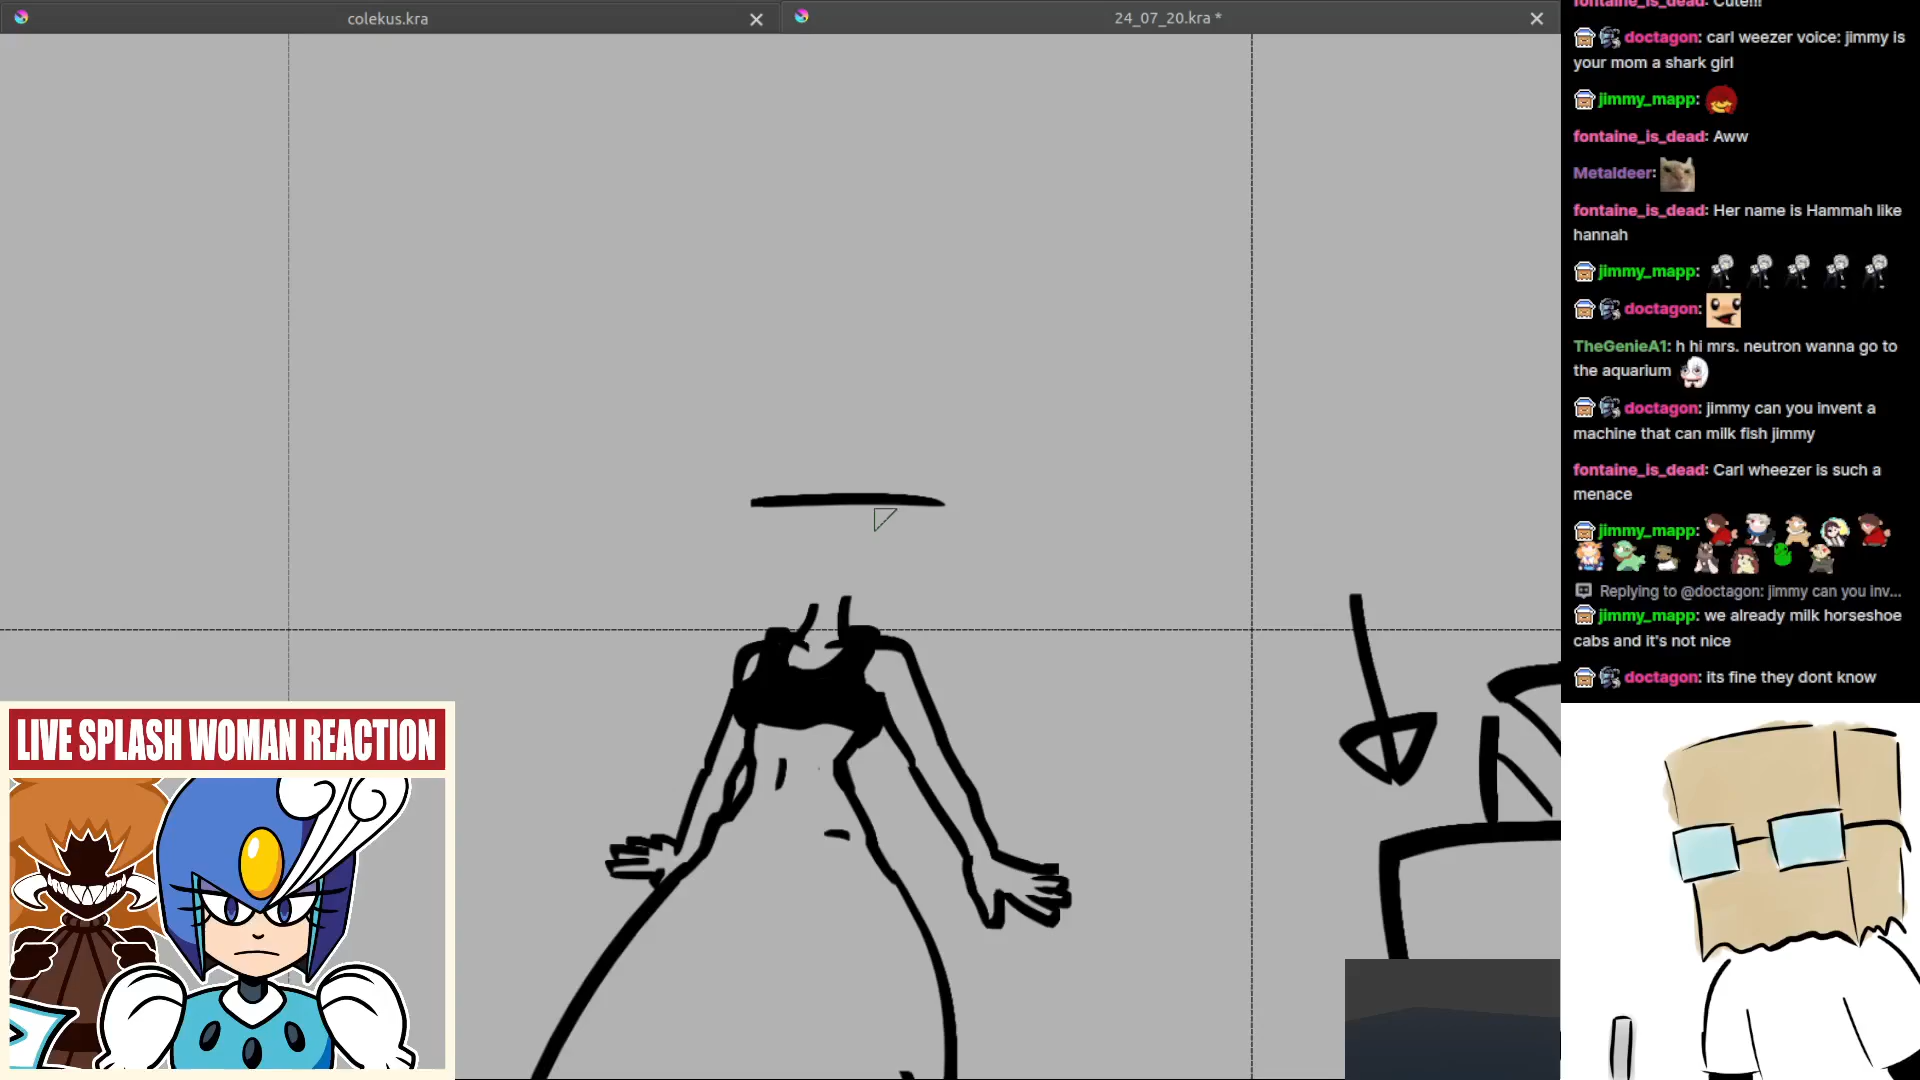 colekus.kra
24_07_20.kra *
fontaine_is_dead: Cute!!!
doctagon: carl weezer voice: jimmy is
your mom a shark girl
jimmy_mapp:
fontaine_is_dead: Aww
Metaldeer:
fontaine_is_dead: Her name is Hammah like
hannah
jimmy_mapp:
doctagon:
TheGenieA1: h hi mrs. neutron wanna go to
the aquarium
doctagon: jimmy can you invent a
machine that can milk fish jimmy
fontaine_is_dead: Carl wheezer is such a
menace
jimmy_mapp:
Replying to @doctagon: jimmy can you inv...
jimmy_mapp: we already milk horseshoe
cabs and it's not nice
doctagon: its fine they dont know
LIVE SPLASH WOMAN REACTION